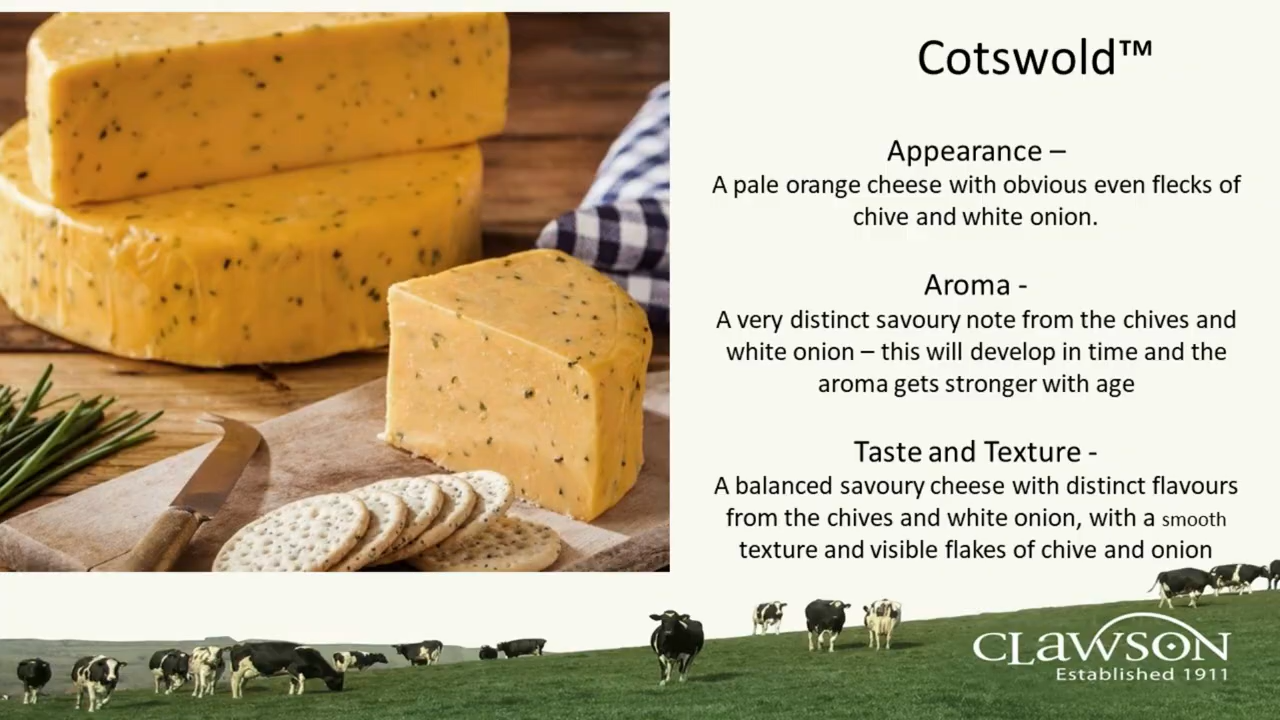 Cotswold™
Appearance –
A pale orange cheese with obvious even flecks of
chive and white onion.
Aroma -
A very distinct savoury note from the chives and
white onion – this will develop in time and the
aroma gets stronger with age
Taste and Texture -
A balanced savoury cheese with distinct flavours
from the chives and white onion, with a smooth
texture and visible flakes of chive and onion
CLAWSON
Established 1911